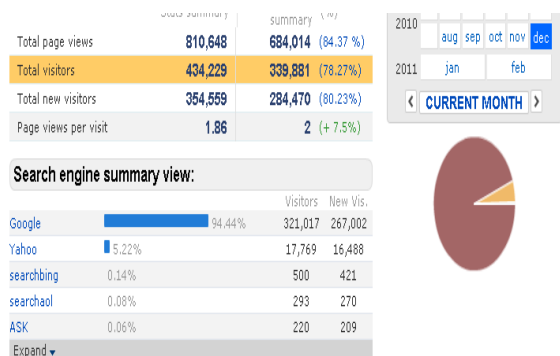 Stats summary
summary (%)
Total page views 810,648 684,014 (84.37 %)
Total visitors 434,229 339,881 (78.27%)
Total new visitors 354,559 284,470 (80.23%)
Page views per visit 1.86 2 (+ 7.5%)
Search engine summary view:
Visitors New Vis.
Google 94.44% 321,017 267,002
Yahoo 5.22% 17,769 16,488
searchbing 0.14% 500 421
searchaol 0.08% 293 270
ASK 0.06% 220 209
Expand
2010
aug sep oct nov dec
2011 jan feb
CURRENT MONTH